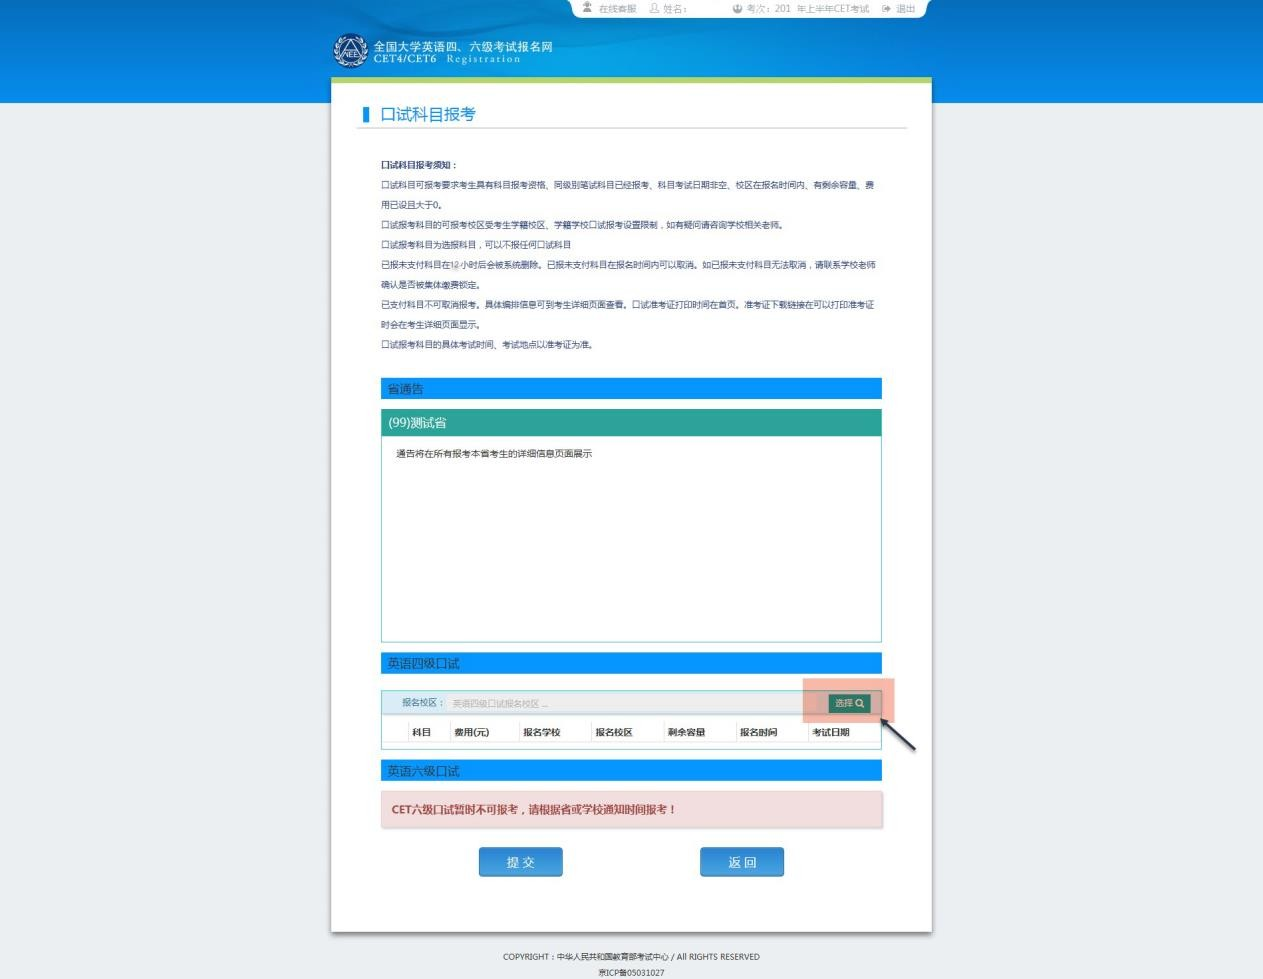 在线客服 姓名： 考次：201 年上半年CET考试 退出
NEEA
全国大学英语四、六级考试报名网
CET4/CET6 Registration
口试科目报考
口试科目报考须知：
口试科目可报考要求考生具有科目报考资格、同级别笔试科目已经报考、科目考试日期非空、校区在报名时间内、有剩余容量、费
用已设且大于0。
口试报考科目的可报考校区受考生学籍校区、学籍学校口试报考设置限制，如有疑问请咨询学校相关老师。
口试报考科目为选报科目，可以不报任何口试科目
已报未支付科目在12小时后会被系统删除。已报未支付科目在报名时间内可以取消。如已报未支付科目无法取消，请联系学校老师
确认是否被集体缴费锁定。
已支付科目不可取消报考。具体编排信息可到考生详细页面查看。口试准考证打印时间在首页。准考证下载链接在可以打印准考证
时会在考生详细页面显示。
口试报考科目的具体考试时间、考试地点以准考证为准。
省通告
(99)测试省
通告将在所有报考本省考生的详细信息页面展示
英语四级口试
报名校区： 英语四级口试报名校区 ... 选择
科目 费用(元) 报名学校 报名校区 剩余容量 报名时间 考试日期
英语六级口试
CET六级口试暂时不可报考，请根据省或学校通知时间报考！
提 交 返 回
COPYRIGHT：中华人民共和国教育部考试中心 / All RIGHTS RESERVED
京ICP备05031027